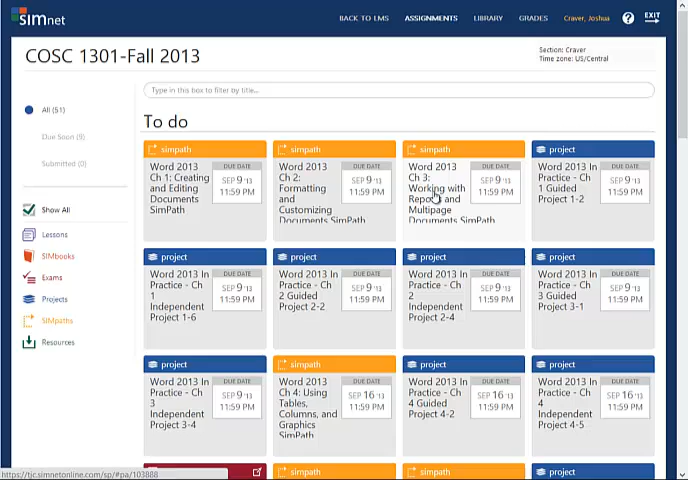 SIMnet
BACK TO LMS
ASSIGNMENTS
LIBRARY
GRADES
Craver, Joshua
?
EXIT
COSC 1301-Fall 2013
Section: Craver
Time zone: US/Central
All (51)
Due Soon (9)
Submitted (0)
Show All
Lessons
SIMbooks
Exams
Projects
SIMpaths
Resources
Type in this box to filter by title...
To do
simpath
Word 2013
Ch 1: Creating
and Editing
Documents
SimPath
DUE DATE
SEP 9 '13
11:59 PM
simpath
Word 2013
Ch 2:
Formatting
and
Customizing
Documents SimPath
DUE DATE
SEP 9 '13
11:59 PM
simpath
Word 2013
Ch 3:
Working with
Reports and
Multipage
Documents SimPath
DUE DATE
SEP 9 '13
11:59 PM
project
Word 2013 In
Practice - Ch
1 Guided
Project 1-2
DUE DATE
SEP 9 '13
11:59 PM
project
Word 2013 In
Practice - Ch
1
Independent
Project 1-6
DUE DATE
SEP 9 '13
11:59 PM
project
Word 2013 In
Practice - Ch
2 Guided
Project 2-2
DUE DATE
SEP 9 '13
11:59 PM
project
Word 2013 In
Practice - Ch
2
Independent
Project 2-4
DUE DATE
SEP 9 '13
11:59 PM
project
Word 2013 In
Practice - Ch
3 Guided
Project 3-1
DUE DATE
SEP 9 '13
11:59 PM
project
Word 2013 In
Practice - Ch
3
Independent
Project 3-4
DUE DATE
SEP 9 '13
11:59 PM
simpath
Word 2013
Ch 4: Using
Tables,
Columns, and
Graphics
SimPath
DUE DATE
SEP 16 '13
11:59 PM
project
Word 2013 In
Practice - Ch
4 Guided
Project 4-2
DUE DATE
SEP 16 '13
11:59 PM
project
Word 2013 In
Practice - Ch
4
Independent
Project 4-5
DUE DATE
SEP 16 '13
11:59 PM
simpath
simpath
project
https://tjc.simnetonline.com/sp/#pa/103888